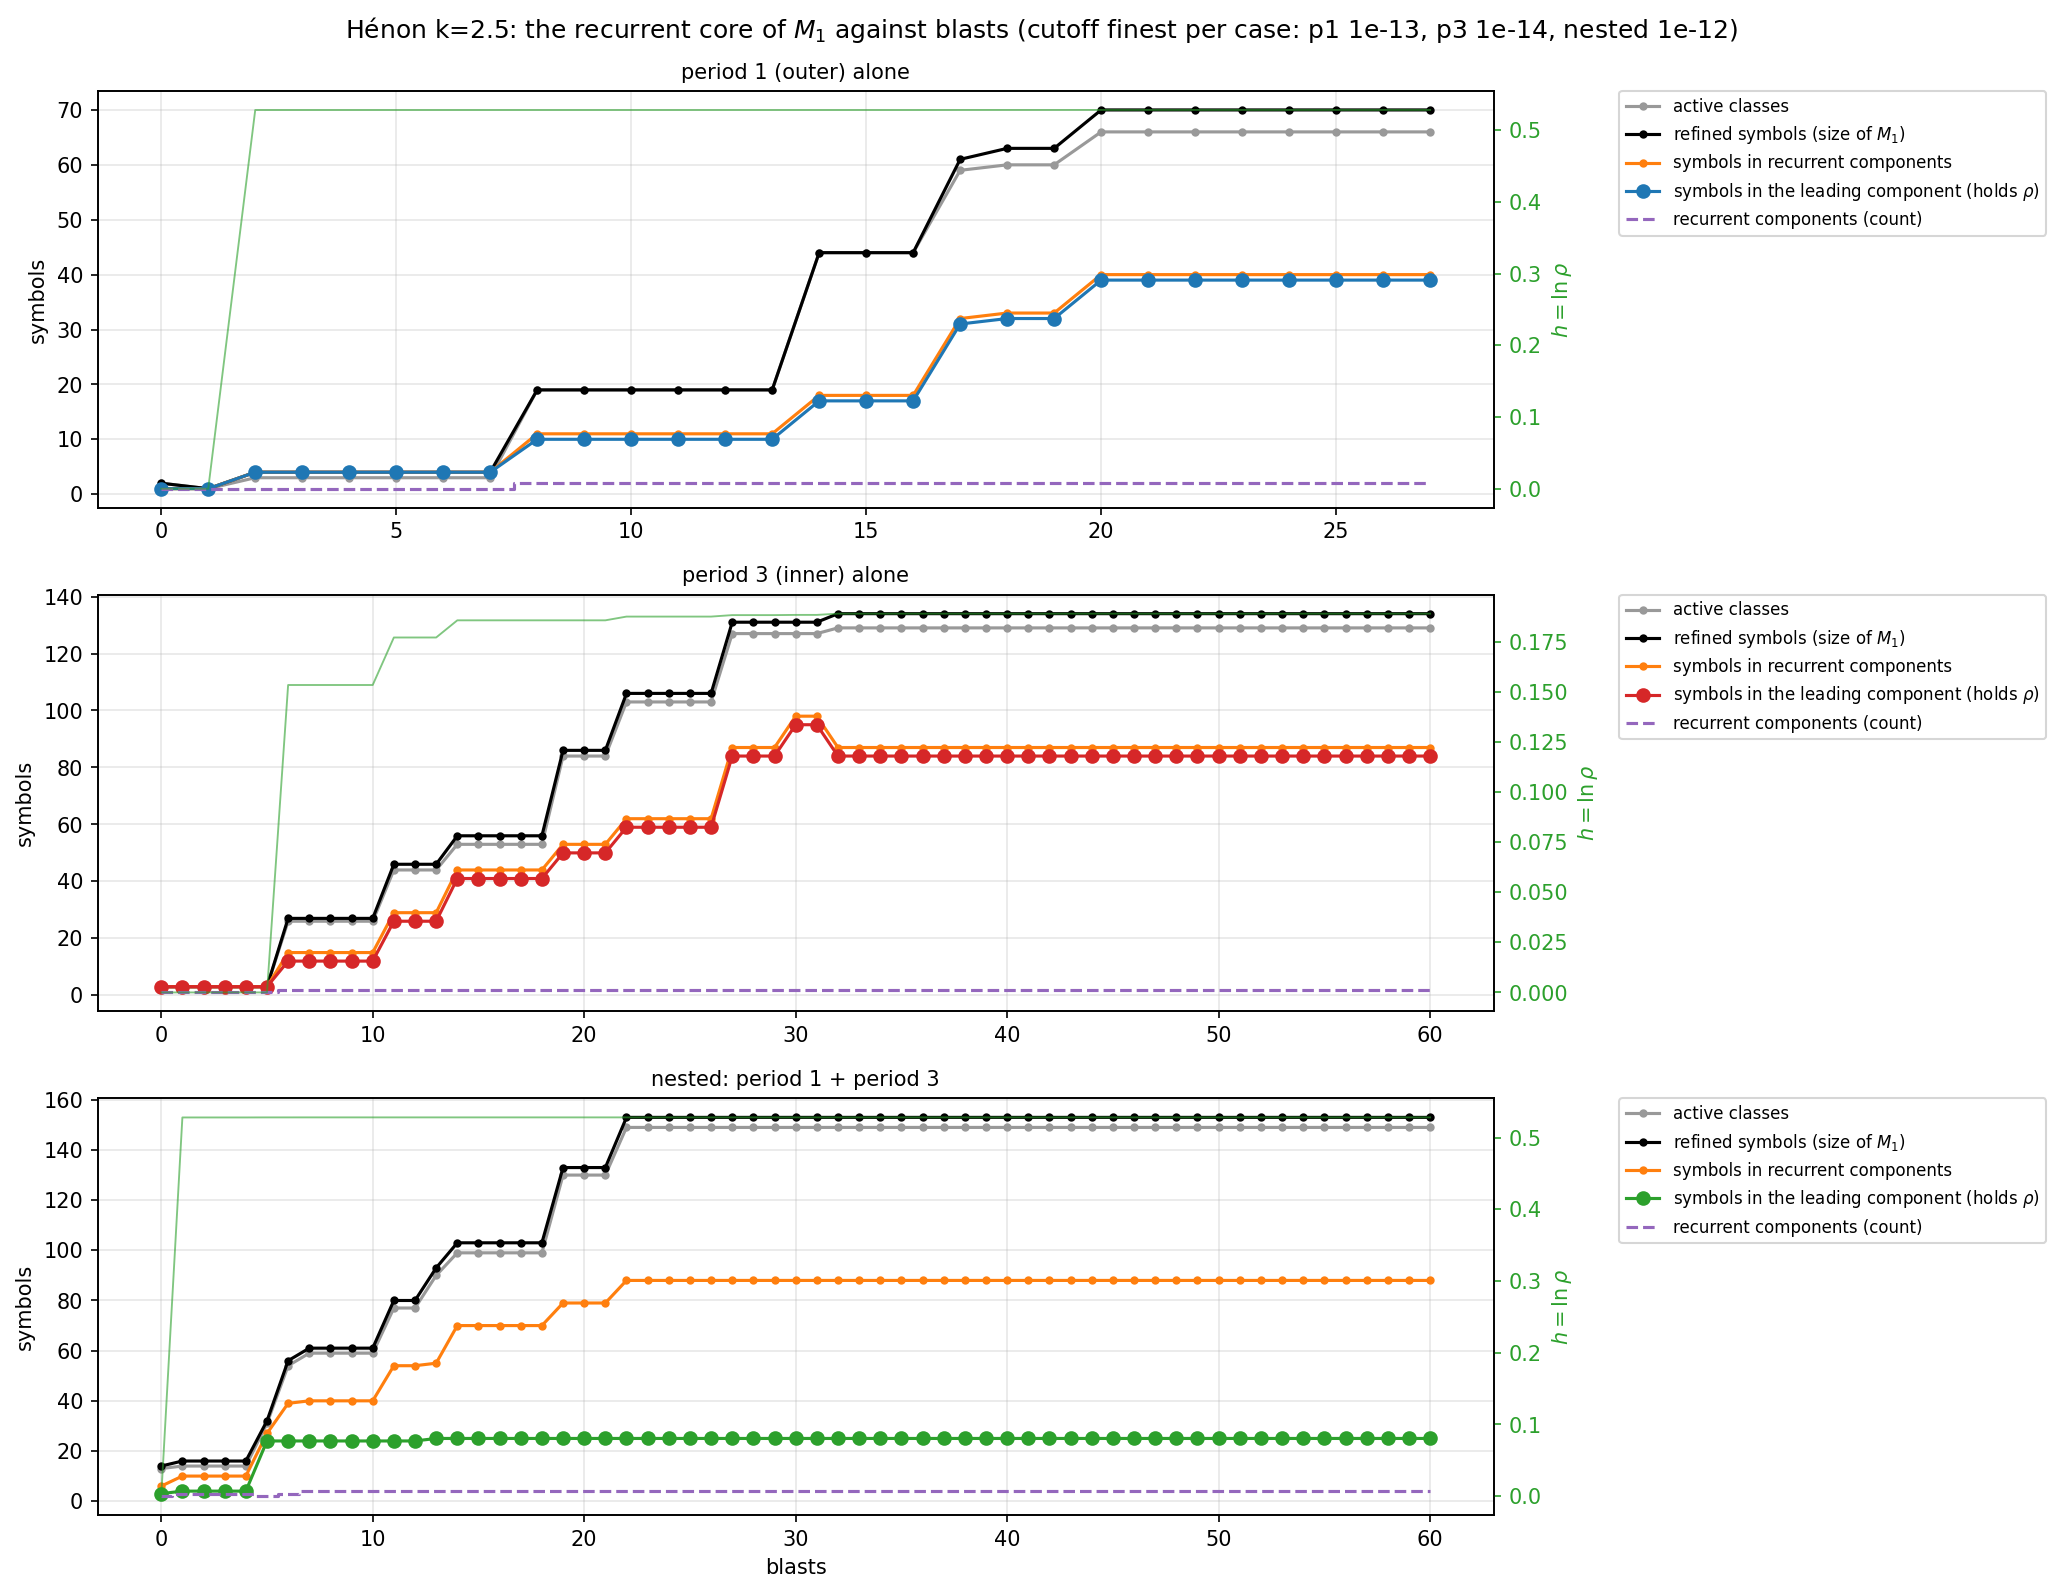 Hénon k=2.5: the recurrent core of M₁ against blasts (cutoff finest per case: p1 1e-13, p3 1e-14, nested 1e-12)
period 1 (outer) alone
70
60
50
40
30
20
10
0
symbols
0 5 10 15 20 25
0.5
0.4
0.3
0.2
0.1
0.0
h = ln ρ
active classes
refined symbols (size of M₁)
symbols in recurrent components
symbols in the leading component (holds ρ)
recurrent components (count)
period 3 (inner) alone
140
120
100
80
60
40
20
0
symbols
0 10 20 30 40 50 60
0.175
0.150
0.125
0.100
0.075
0.050
0.025
0.000
h = ln ρ
active classes
refined symbols (size of M₁)
symbols in recurrent components
symbols in the leading component (holds ρ)
recurrent components (count)
nested: period 1 + period 3
160
140
120
100
80
60
40
20
0
symbols
0 10 20 30 40 50 60
blasts
0.5
0.4
0.3
0.2
0.1
0.0
h = ln ρ
active classes
refined symbols (size of M₁)
symbols in recurrent components
symbols in the leading component (holds ρ)
recurrent components (count)